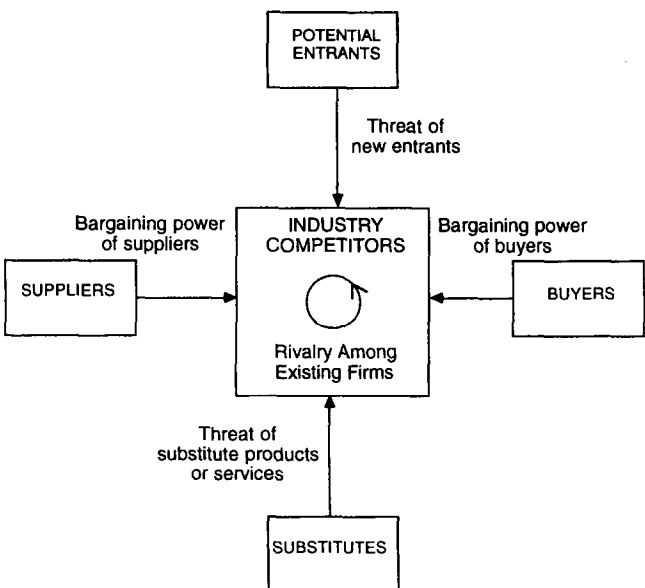 POTENTIAL
ENTRANTS
Threat of
new entrants
Bargaining power
of suppliers
INDUSTRY
COMPETITORS
Bargaining power
of buyers
SUPPLIERS
BUYERS
Rivalry Among
Existing Firms
Threat of
substitute products
or services
SUBSTITUTES